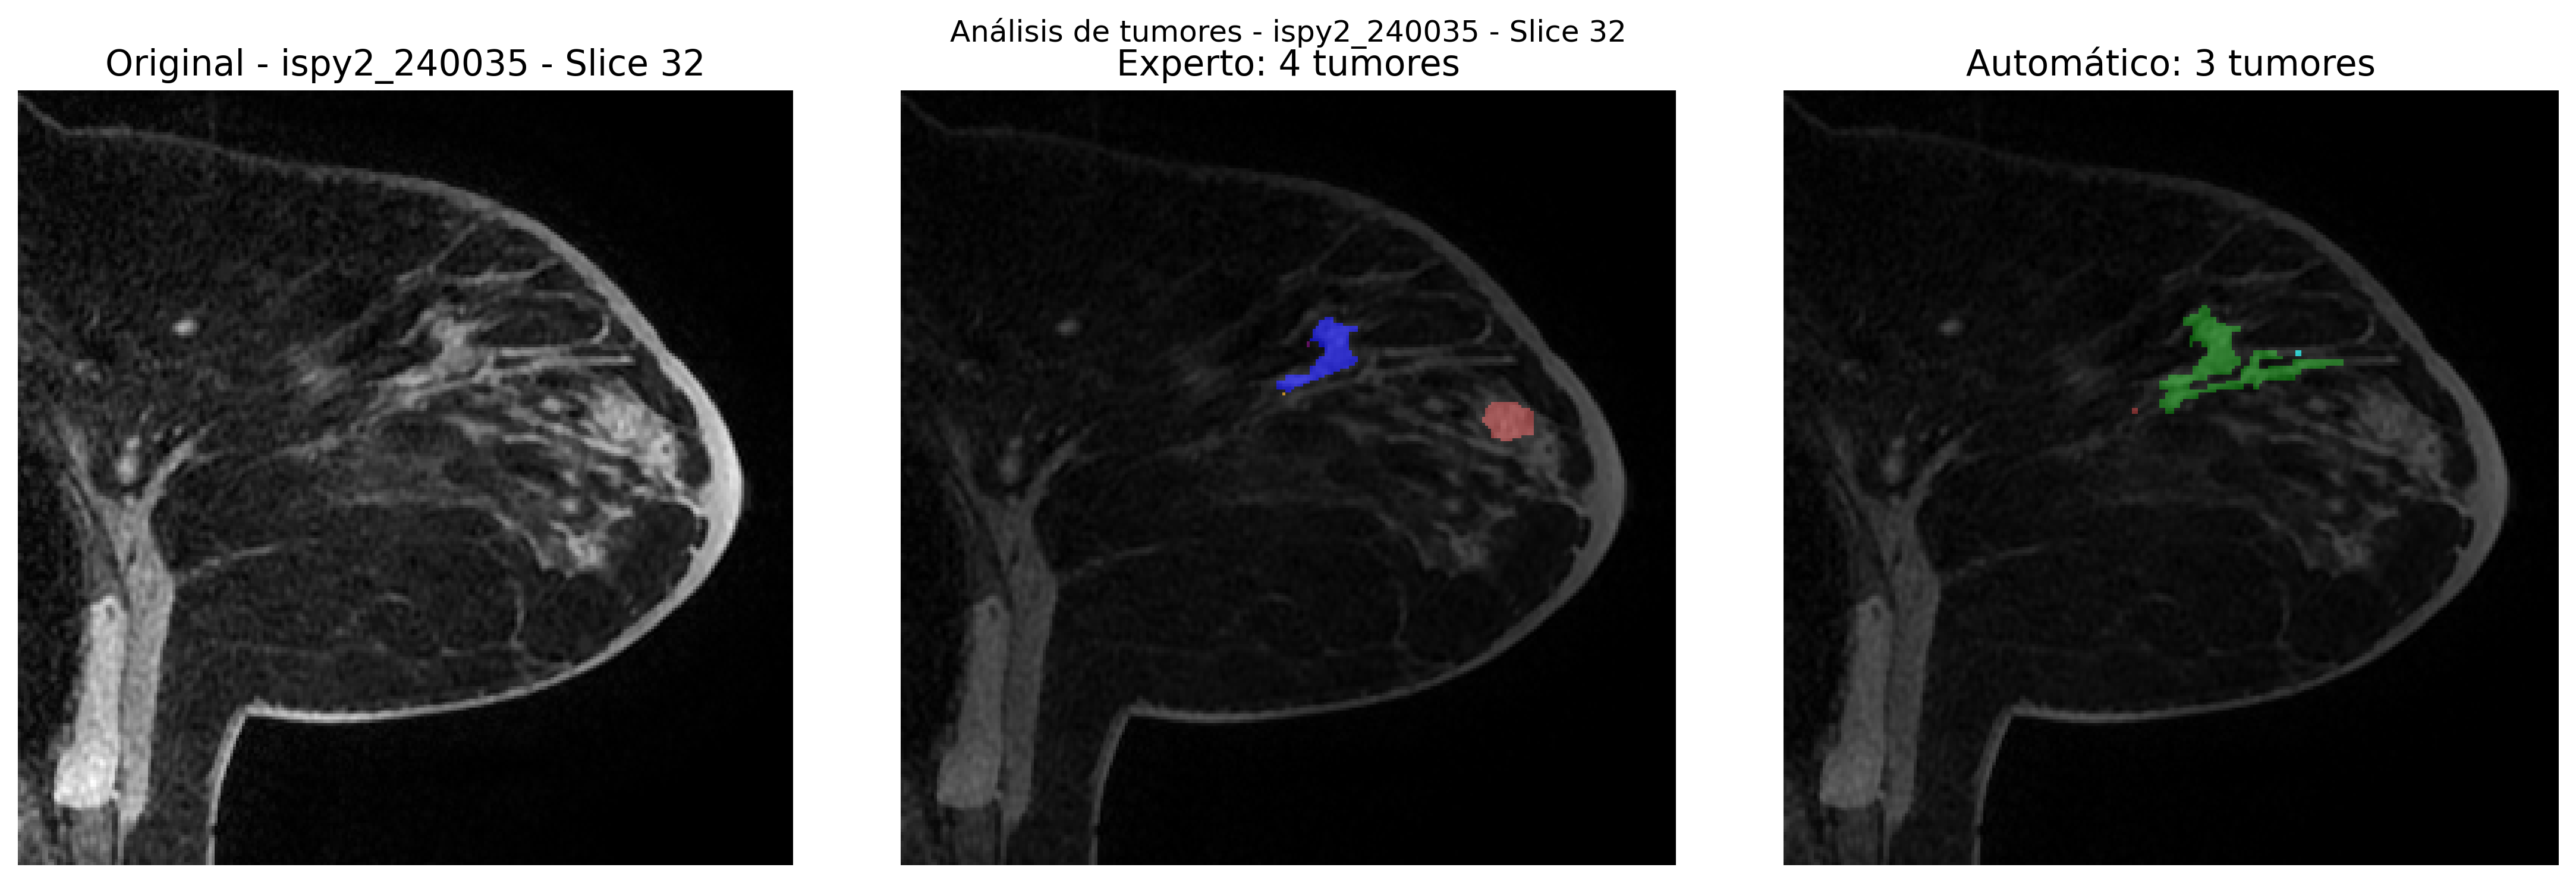 Análisis de tumores - ispy2_240035 - Slice 32
Original - ispy2_240035 - Slice 32
Experto: 4 tumores
Automático: 3 tumores